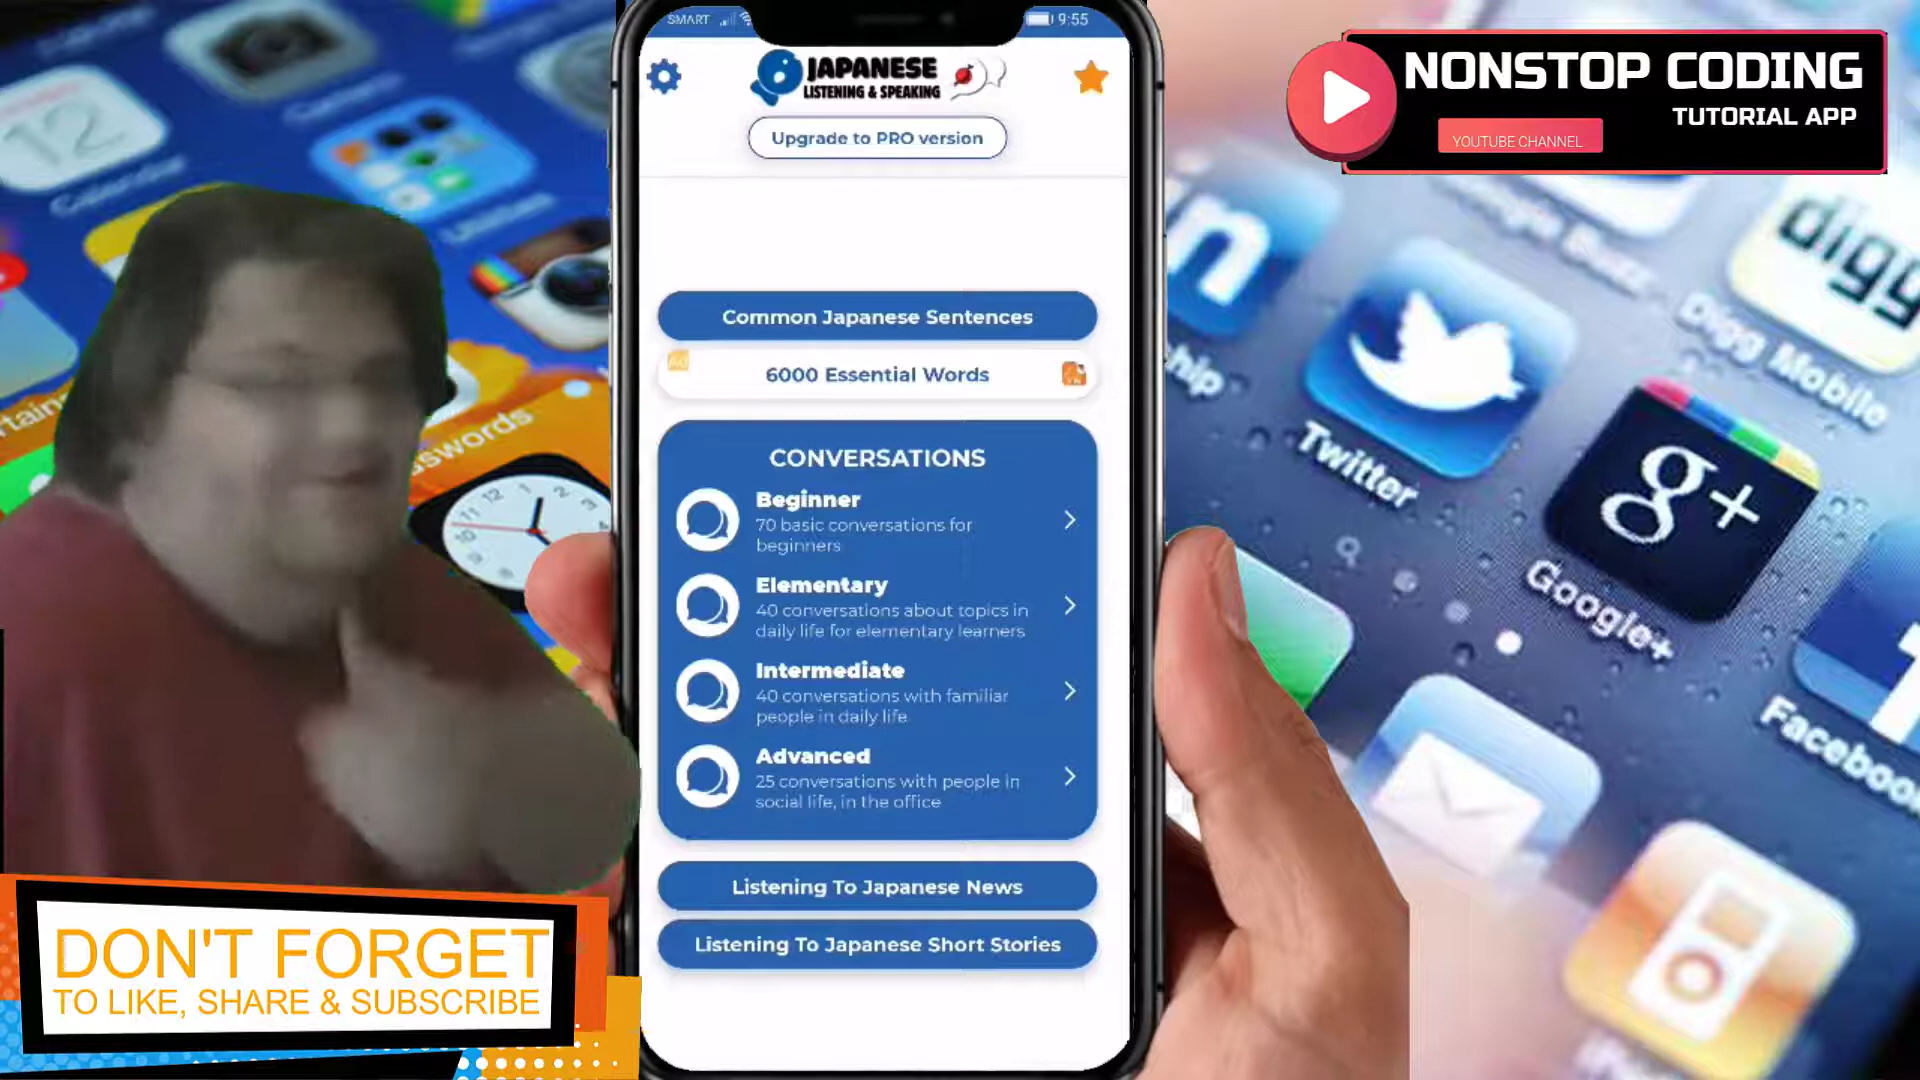 SMART
9:55
JAPANESE
LISTENING & SPEAKING
Upgrade to PRO version
Common Japanese Sentences
6000 Essential Words
CONVERSATIONS
Beginner
70 basic conversations for
beginners
Elementary
40 conversations about topics in
daily life for elementary learners
Intermediate
40 conversations with familiar
people in daily life
Advanced
25 conversations with people in
social life, in the office
Listening To Japanese News
Listening To Japanese Short Stories
NONSTOP CODING
TUTORIAL APP
YOUTUBE CHANNEL
DON'T FORGET
TO LIKE, SHARE & SUBSCRIBE
12
Calendar
Utilities
in
digg
Digg Mobile
Twitter
g+
Google+
Facebook